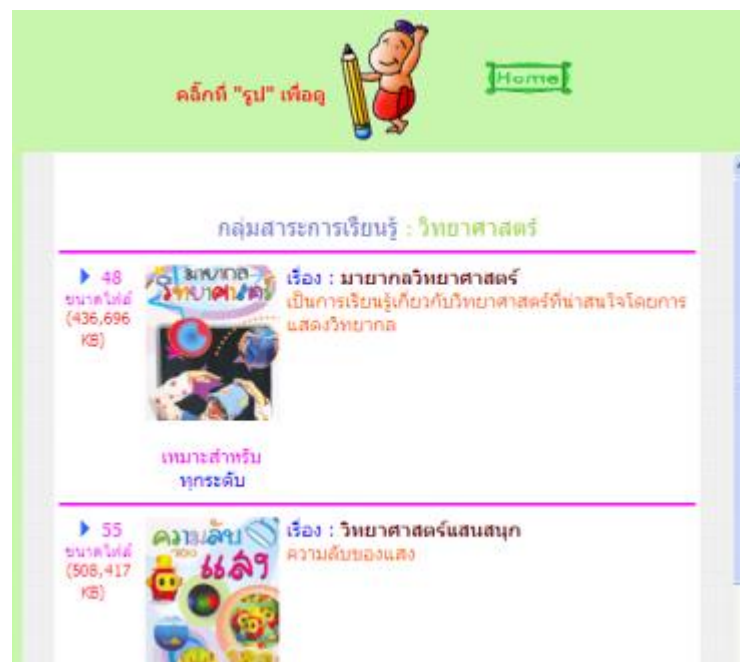 คลิ๊กที่ "รูป" เพื่อดู
Home
กลุ่มสาระการเรียนรู้ : วิทยาศาสตร์
48
ขนาดไฟล์
(436,696
KB)
มายากล
วิทยาศาสตร์
เรื่อง : มายากลวิทยาศาสตร์
เป็นการเรียนรู้เกี่ยวกับวิทยาศาสตร์ที่น่าสนใจโดยการ
แสดงวิทยากล
เหมาะสำหรับ
ทุกระดับ
55
ขนาดไฟล์
(508,417
KB)
ความลับ
ของ
แสง
เรื่อง : วิทยาศาสตร์แสนสนุก
ความลับของแสง